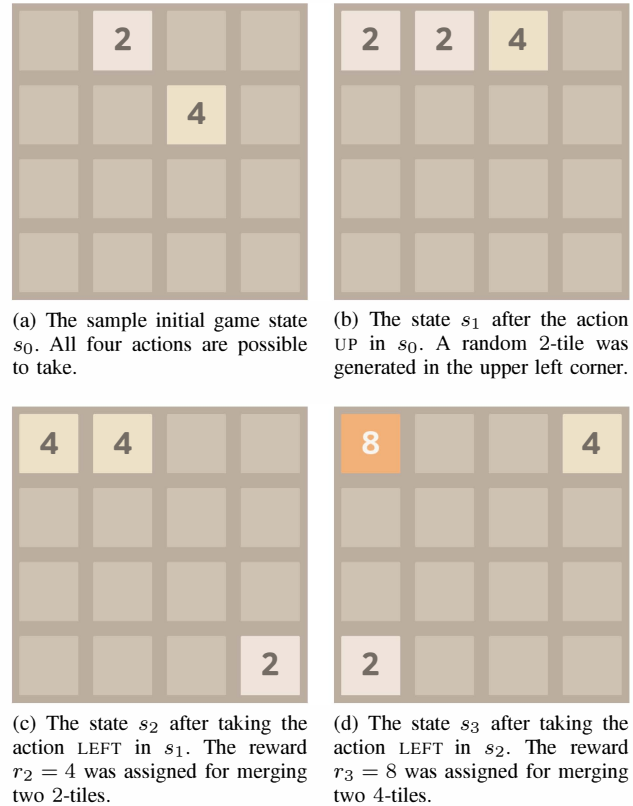 2
4
2 2 4
(a) The sample initial game state
s0. All four actions are possible
to take.
(b) The state s1 after the action
UP in s0. A random 2-tile was
generated in the upper left corner.
4 4
2
8 4
2
(c) The state s2 after taking the
action LEFT in s1. The reward
r2 = 4 was assigned for merging
two 2-tiles.
(d) The state s3 after taking the
action LEFT in s2. The reward
r3 = 8 was assigned for merging
two 4-tiles.